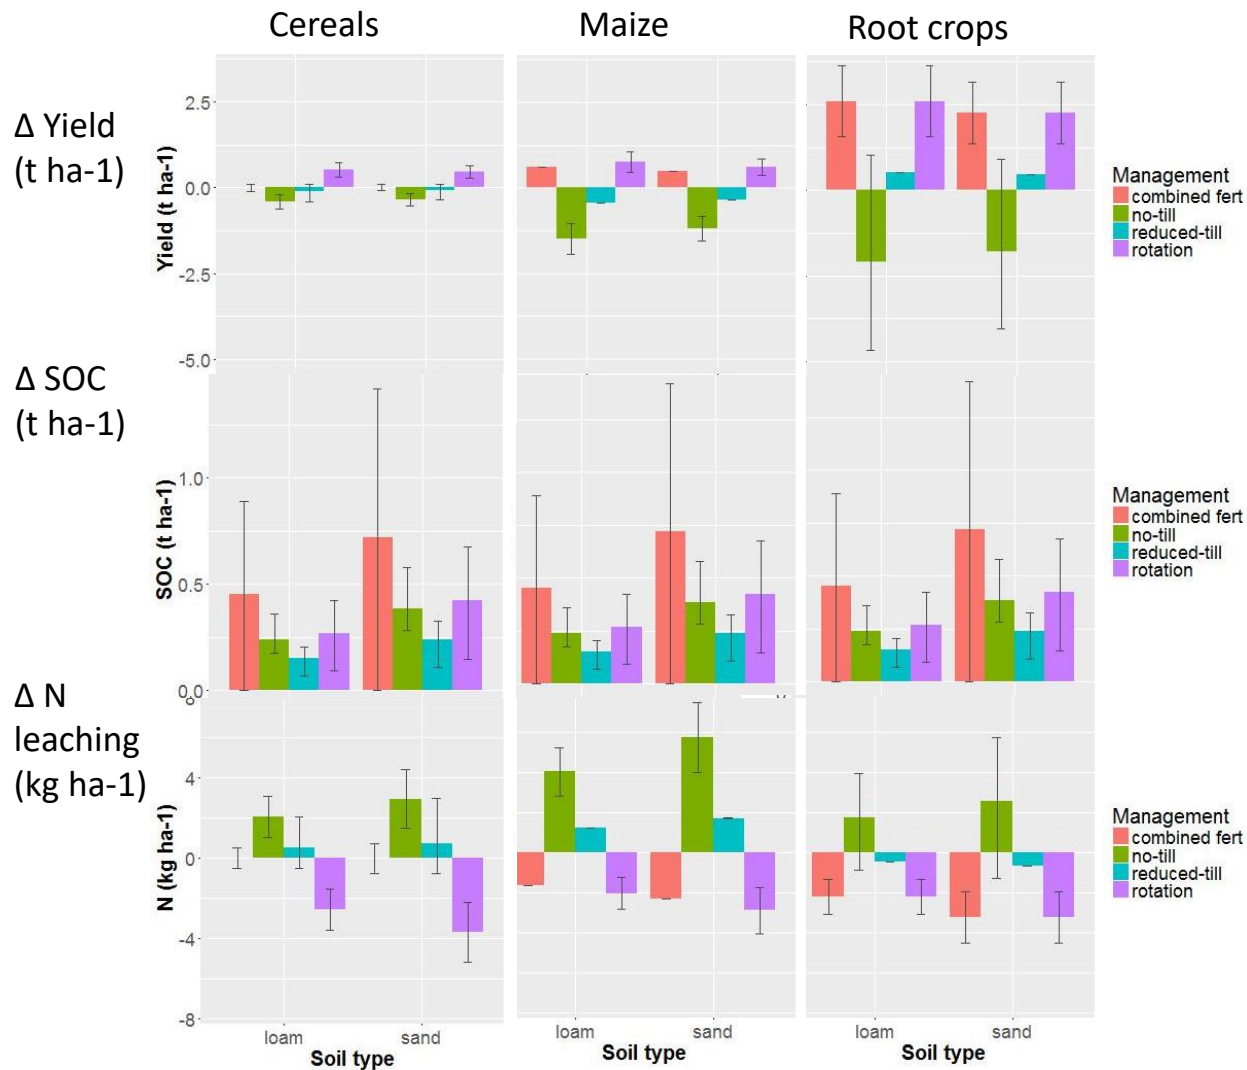 Cereals
Maize
Root crops
Δ Yield
(t ha-1)
Yield (t ha-1)
2.5
0.0
-2.5
-5.0
Management
combined fert
no-till
reduced-till
rotation
Δ SOC
(t ha-1)
SOC (t ha-1)
1.0
0.5
0.0
Management
combined fert
no-till
reduced-till
rotation
Δ N
leaching
(kg ha-1)
N (kg ha-1)
4
0
-4
-8
Management
combined fert
no-till
reduced-till
rotation
loam
sand
Soil type
loam
sand
Soil type
loam
sand
Soil type